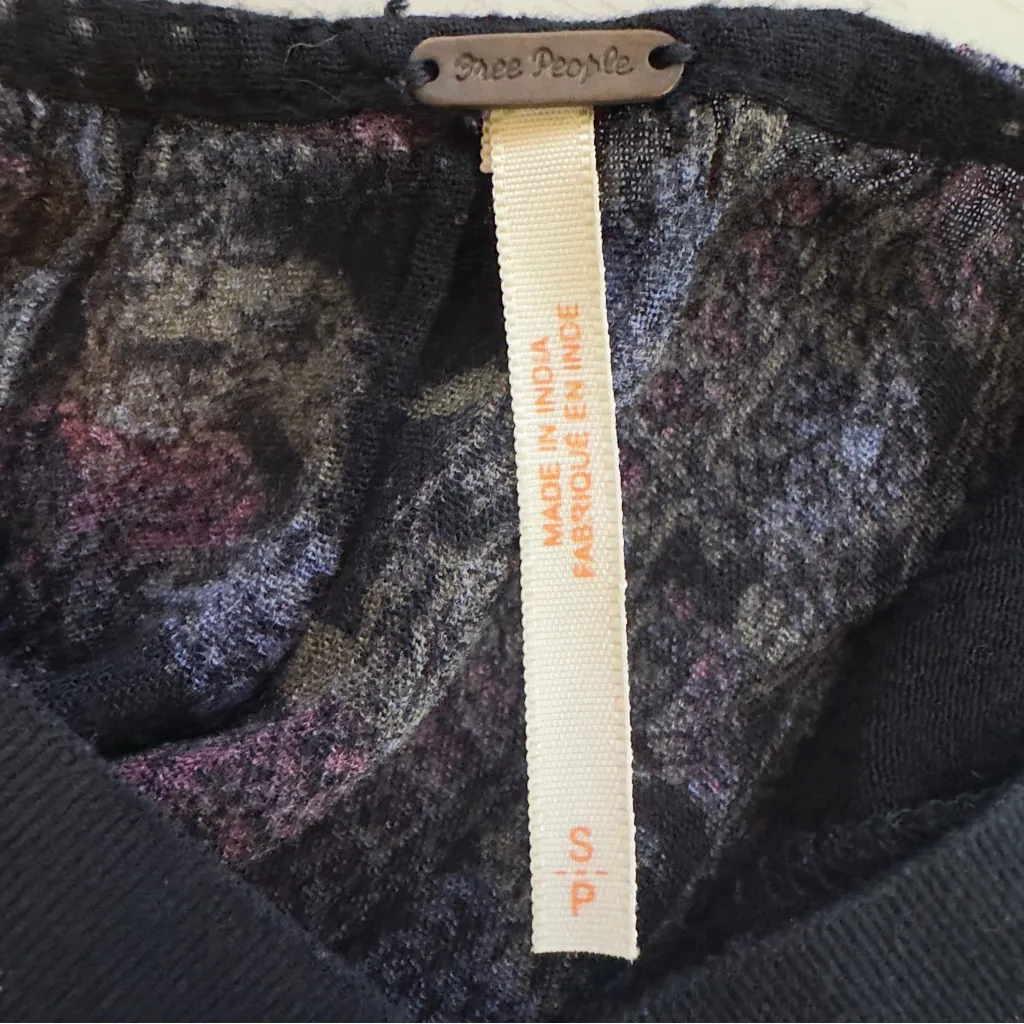 Free People
MADE IN INDIA
FABRIQUÉ EN INDE
P|S